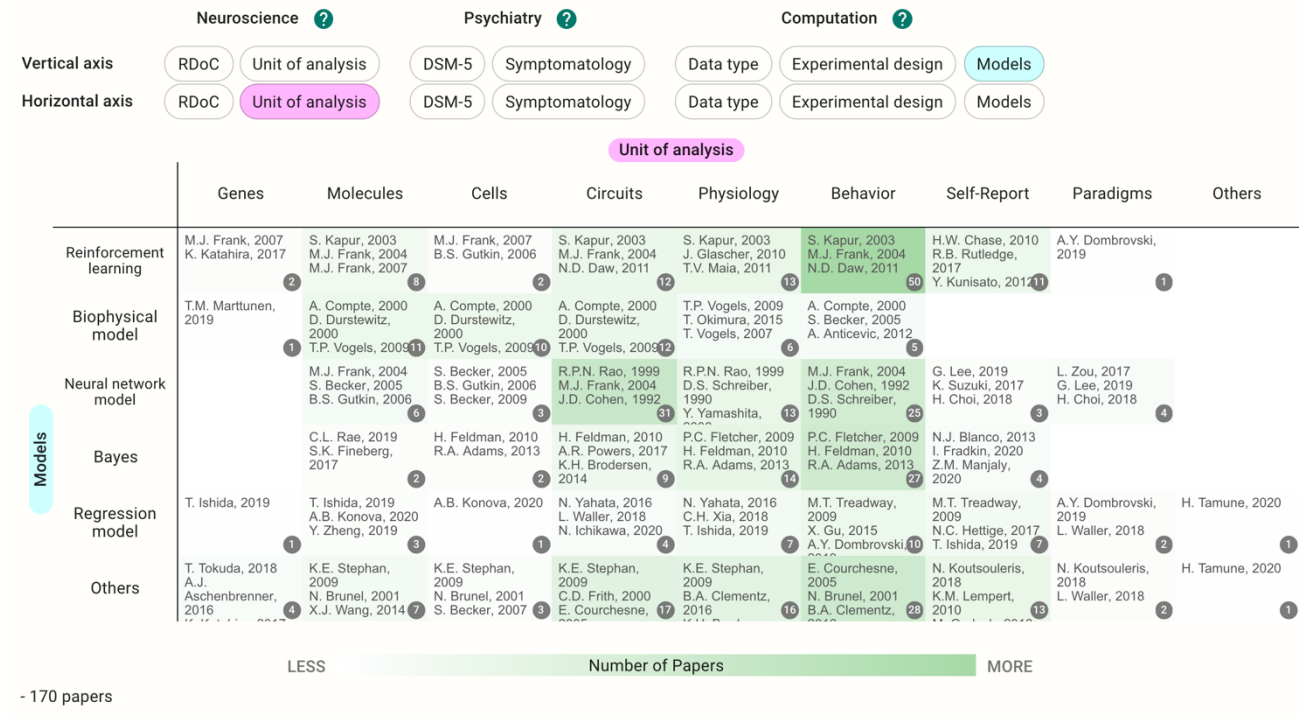 Neuroscience ? Psychiatry ? Computation ?
Vertical axis RDoC Unit of analysis DSM-5 Symptomatology Data type Experimental design Models
Horizontal axis RDoC Unit of analysis DSM-5 Symptomatology Data type Experimental design Models
Unit of analysis
Genes Molecules Cells Circuits Physiology Behavior Self-Report Paradigms Others
Models
Reinforcement
learning
M.J. Frank, 2007
K. Katahira, 2017
2
S. Kapur, 2003
M.J. Frank, 2004
M.J. Frank, 2007
8
M.J. Frank, 2007
B.S. Gutkin, 2006
2
S. Kapur, 2003
M.J. Frank, 2004
N.D. Daw, 2011
12
S. Kapur, 2003
J. Glascher, 2010
T.V. Maia, 2011
13
S. Kapur, 2003
M.J. Frank, 2004
N.D. Daw, 2011
50
H.W. Chase, 2010
R.B. Rutledge,
2017
Y. Kunisato, 2012
11
A.Y. Dombrovski,
2019
1
Biophysical
model
T.M. Marttunen,
2019
1
A. Compte, 2000
D. Durstewitz,
2000
T.P. Vogels, 2009
11
A. Compte, 2000
D. Durstewitz,
2000
T.P. Vogels, 2009
10
A. Compte, 2000
D. Durstewitz,
2000
T.P. Vogels, 2009
12
T.P. Vogels, 2009
T. Okimura, 2015
T. Vogels, 2007
6
A. Compte, 2000
S. Becker, 2005
A. Anticevic, 2012
5
Neural network
model
M.J. Frank, 2004
S. Becker, 2005
B.S. Gutkin, 2006
6
S. Becker, 2005
B.S. Gutkin, 2006
S. Becker, 2009
3
R.P.N. Rao, 1999
M.J. Frank, 2004
J.D. Cohen, 1992
31
R.P.N. Rao, 1999
D.S. Schreiber,
1990
Y. Yamashita,
13
M.J. Frank, 2004
J.D. Cohen, 1992
D.S. Schreiber,
1990
25
G. Lee, 2019
K. Suzuki, 2017
H. Choi, 2018
3
L. Zou, 2017
G. Lee, 2019
H. Choi, 2018
4
Bayes
C.L. Rae, 2019
S.K. Fineberg,
2017
2
H. Feldman, 2010
R.A. Adams, 2013
2
H. Feldman, 2010
A.R. Powers, 2017
K.H. Brodersen,
2014
9
P.C. Fletcher, 2009
H. Feldman, 2010
R.A. Adams, 2013
14
P.C. Fletcher, 2009
H. Feldman, 2010
R.A. Adams, 2013
27
N.J. Blanco, 2013
I. Fradkin, 2020
Z.M. Manjaly,
2020
4
Regression
model
T. Ishida, 2019
1
T. Ishida, 2019
A.B. Konova, 2020
Y. Zheng, 2019
3
A.B. Konova, 2020
1
N. Yahata, 2016
L. Waller, 2018
N. Ichikawa, 2020
4
N. Yahata, 2016
C.H. Xia, 2018
T. Ishida, 2019
7
M.T. Treadway,
2009
X. Gu, 2015
A.Y. Dombrovski,
10
M.T. Treadway,
2009
N.C. Hettige, 2017
T. Ishida, 2019
7
A.Y. Dombrovski,
2019
L. Waller, 2018
2
H. Tamune, 2020
1
Others
T. Tokuda, 2018
A.J.
Aschenbrenner,
2016
4
K.E. Stephan,
2009
N. Brunel, 2001
X.J. Wang, 2014
7
K.E. Stephan,
2009
N. Brunel, 2001
S. Becker, 2007
3
K.E. Stephan,
2009
C.D. Frith, 2000
E. Courchesne,
17
K.E. Stephan,
2009
B.A. Clementz,
2016
16
E. Courchesne,
2005
N. Brunel, 2001
B.A. Clementz,
28
N. Koutsouleris,
2018
K.M. Lempert,
2010
13
N. Koutsouleris,
2018
L. Waller, 2018
2
H. Tamune, 2020
1
LESS Number of Papers MORE
- 170 papers